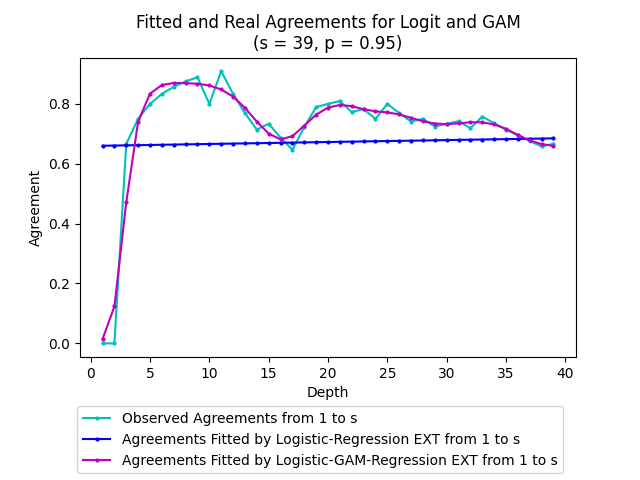 Fitted and Real Agreements for Logit and GAM
(s = 39, p = 0.95)
Agreement
0.8
0.6
0.4
0.2
0.0
0 5 10 15 20 25 30 35 40
Depth
Observed Agreements from 1 to s
Agreements Fitted by Logistic-Regression EXT from 1 to s
Agreements Fitted by Logistic-GAM-Regression EXT from 1 to s